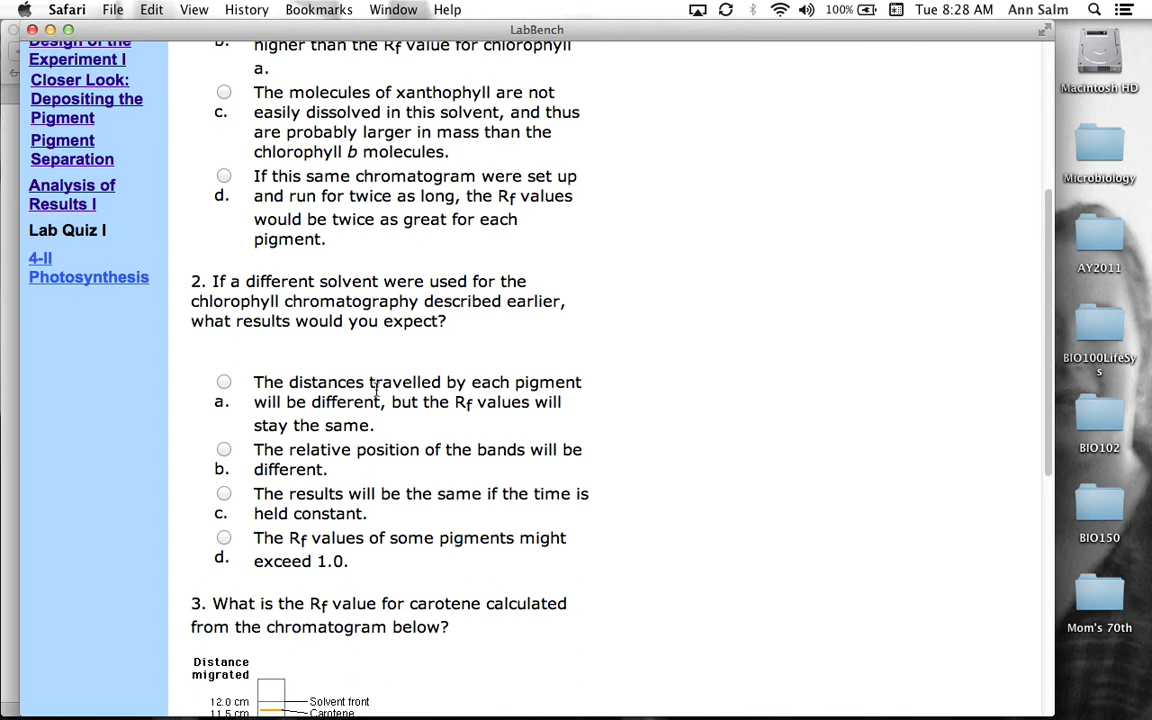 Safari File Edit View History Bookmarks Window Help 100% Tue 8:28 AM Ann Salm
LabBench
Design of the
Experiment I
Closer Look:
Depositing the
Pigment
Pigment
Separation
Analysis of
Results I
Lab Quiz I
4-II
Photosynthesis
b. higher than the Rf value for chlorophyll
a.
The molecules of xanthophyll are not
c. easily dissolved in this solvent, and thus
are probably larger in mass than the
chlorophyll b molecules.
If this same chromatogram were set up
d. and run for twice as long, the Rf values
would be twice as great for each
pigment.
2. If a different solvent were used for the
chlorophyll chromatography described earlier,
what results would you expect?
The distances travelled by each pigment
a. will be different, but the Rf values will
stay the same.
The relative position of the bands will be
b. different.
The results will be the same if the time is
c. held constant.
The Rf values of some pigments might
d. exceed 1.0.
3. What is the Rf value for carotene calculated
from the chromatogram below?
Distance
migrated
12.0 cm Solvent front
11.5 cm Carotene
Macintosh HD
Microbiology
AY2011
BIO100LifeSy
s
BIO102
BIO150
Mom's 70th